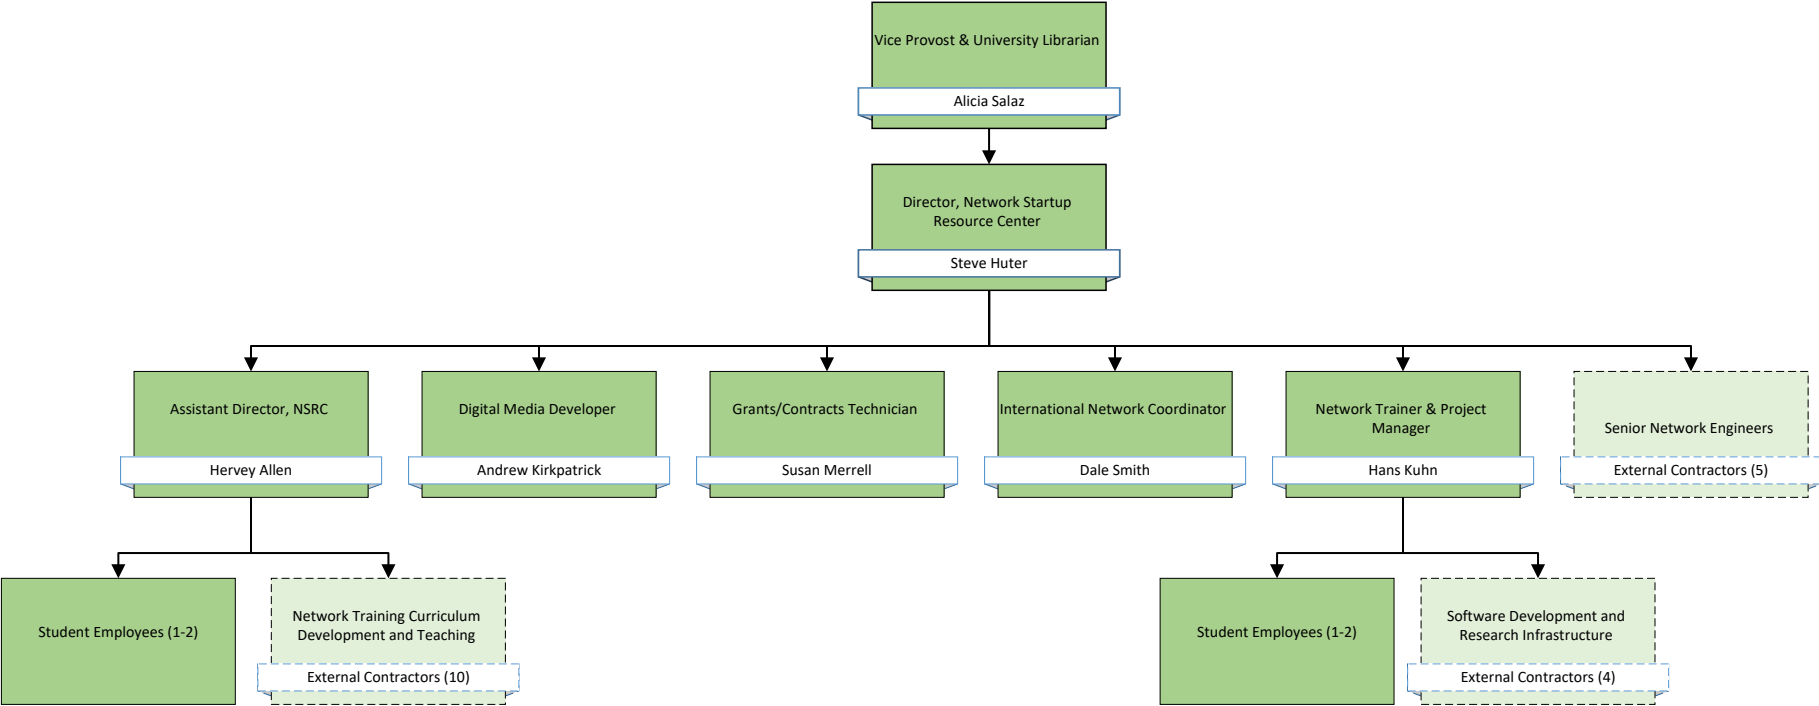 Vice Provost & University Librarian
Alicia Salaz
Director, Network Startup
Resource Center
Steve Huter
Assistant Director, NSRC
Hervey Allen
Digital Media Developer
Andrew Kirkpatrick
Grants/Contracts Technician
Susan Merrell
International Network Coordinator
Dale Smith
Network Trainer & Project
Manager
Hans Kuhn
Senior Network Engineers
External Contractors (5)
Student Employees (1-2)
Network Training Curriculum
Development and Teaching
External Contractors (10)
Student Employees (1-2)
Software Development and
Research Infrastructure
External Contractors (4)